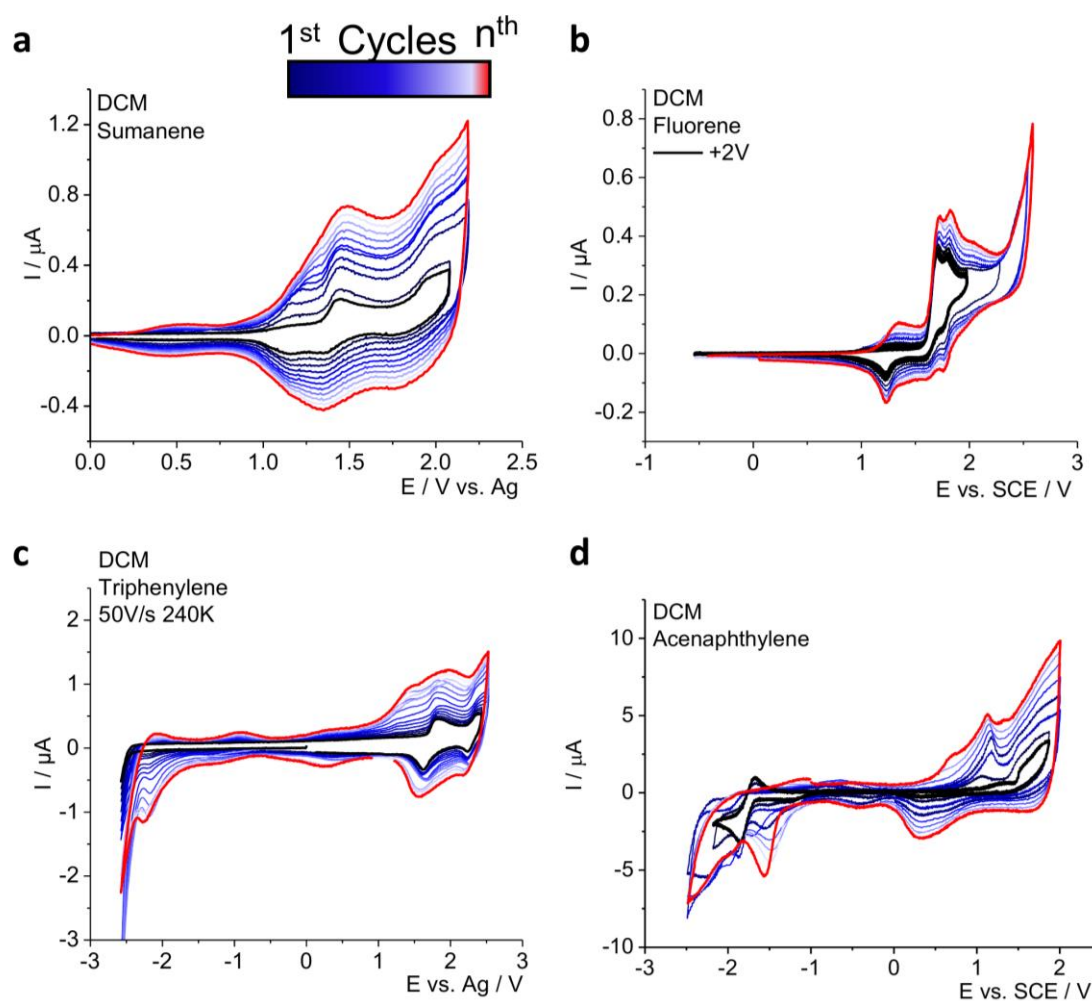 a
1st Cycles nth
DCM
Sumanene
1.2
0.8
0.4
0.0
-0.4
I / µA
0.0 0.5 1.0 1.5 2.0 2.5
E / V vs. Ag
b
DCM
Fluorene
+2V
0.8
0.6
0.4
0.2
0.0
-0.2
I / µA
-1 0 1 2 3
E vs. SCE / V
c
DCM
Triphenylene
50V/s 240K
2
1
0
-1
-2
-3
I / µA
-3 -2 -1 0 1 2 3
E vs. Ag / V
d
DCM
Acenaphthylene
10
5
0
-5
-10
I / µA
-3 -2 -1 0 1 2
E vs. SCE / V